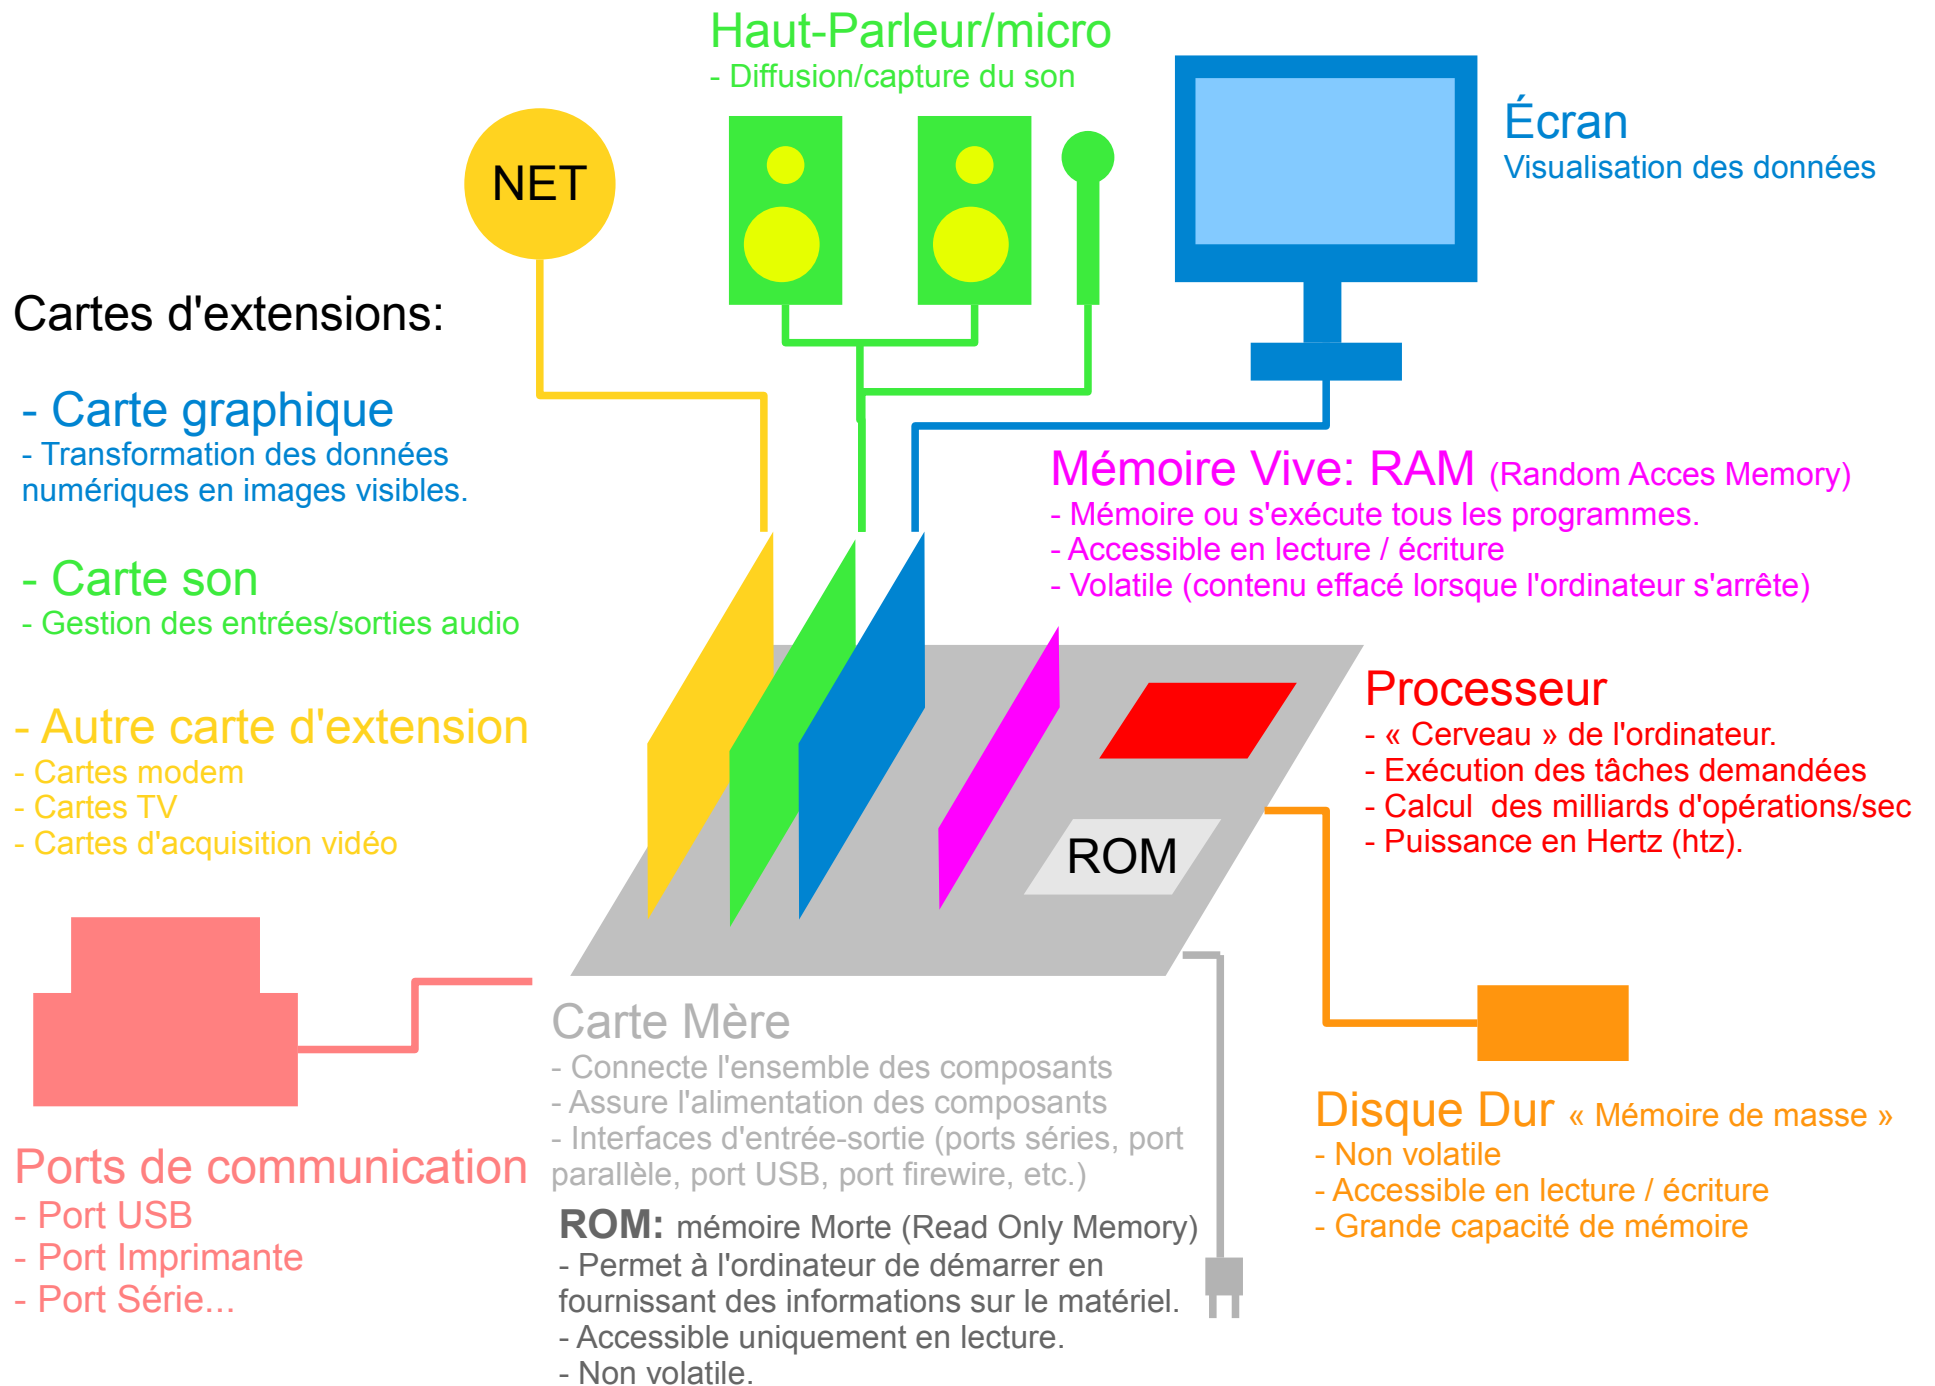 Haut-Parleur/micro
- Diffusion/capture du son
NET
Écran
Visualisation des données
Cartes d'extensions:
- Carte graphique
- Transformation des données
numériques en images visibles.
- Carte son
- Gestion des entrées/sorties audio
- Autre carte d'extension
- Cartes modem
- Cartes TV
- Cartes d'acquisition vidéo
Mémoire Vive: RAM (Random Acces Memory)
- Mémoire ou s'exécute tous les programmes.
- Accessible en lecture / écriture
- Volatile (contenu effacé lorsque l'ordinateur s'arrête)
Processeur
- « Cerveau » de l'ordinateur.
- Exécution des tâches demandées
- Calcul  des milliards d'opérations/sec
- Puissance en Hertz (htz).
ROM
Carte Mère
- Connecte l'ensemble des composants
- Assure l'alimentation des composants
- Interfaces d'entrée-sortie (ports séries, port
parallèle, port USB, port firewire, etc.)
ROM: mémoire Morte (Read Only Memory)
- Permet à l'ordinateur de démarrer en
fournissant des informations sur le matériel.
- Accessible uniquement en lecture.
- Non volatile.
Disque Dur « Mémoire de masse »
- Non volatile
- Accessible en lecture / écriture
- Grande capacité de mémoire
Ports de communication
- Port USB
- Port Imprimante
- Port Série...